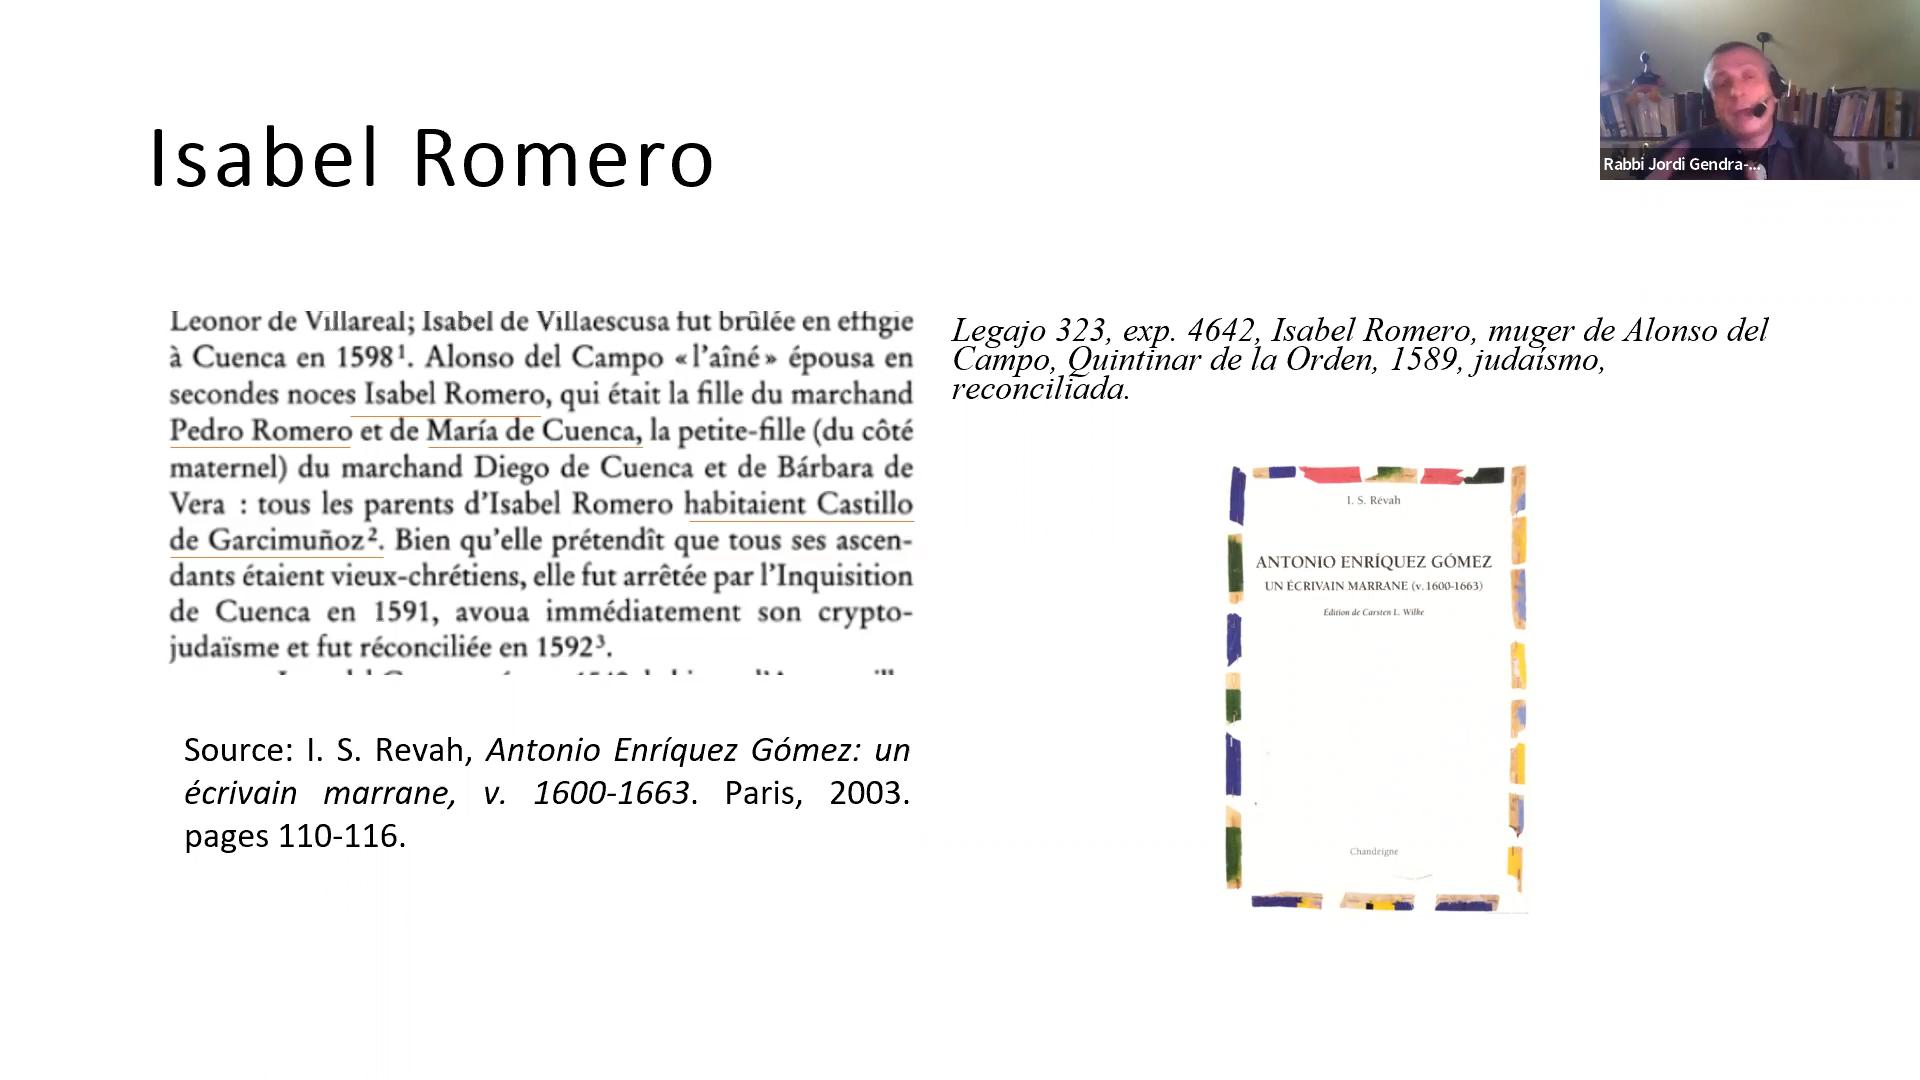 Isabel Romero
Rabbi Jordi Gendra-...
Leonor de Villareal; Isabel de Villaescusa fut brûlée en effigie
à Cuenca en 1598¹. Alonso del Campo « l’aîné » épousa en
secondes noces Isabel Romero, qui était la fille du marchand
Pedro Romero et de María de Cuenca, la petite-fille (du côté
maternel) du marchand Diego de Cuenca et de Bárbara de
Vera : tous les parents d’Isabel Romero habitaient Castillo
de Garcimuñoz². Bien qu’elle prétendît que tous ses ascen-
dants étaient vieux-chrétiens, elle fut arrêtée par l’Inquisition
de Cuenca en 1591, avoua immédiatement son crypto-
judaïsme et fut réconciliée en 1592³.
Source: I. S. Revah, Antonio Enríquez Gómez: un
écrivain marrane, v. 1600-1663. Paris, 2003.
pages 110-116.
Legajo 323, exp. 4642, Isabel Romero, muger de Alonso del
Campo, Quintinar de la Orden, 1589, judaísmo,
reconciliada.
I. S. Révah
ANTONIO ENRÍQUEZ GÓMEZ
UN ÉCRIVAIN MARRANE (v. 1600-1663)
Edition de Carsten L. Wilke
Chandeigne